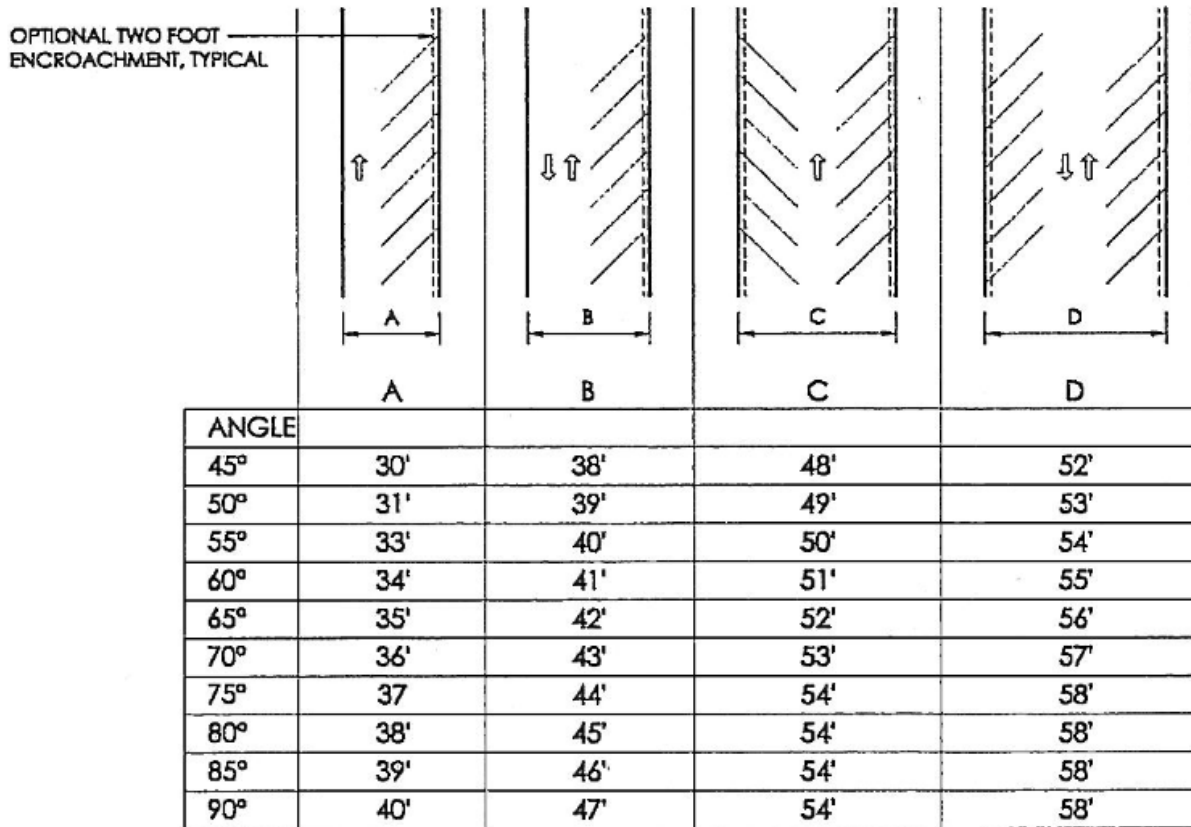 OPTIONAL TWO FOOT
ENCROACHMENT, TYPICAL
A B C D
A B C D
ANGLE
45° 30' 38' 48' 52'
50° 31' 39' 49' 53'
55° 33' 40' 50' 54'
60° 34' 41' 51' 55'
65° 35' 42' 52' 56'
70° 36' 43' 53' 57'
75° 37 44' 54' 58'
80° 38' 45' 54' 58'
85° 39' 46' 54' 58'
90° 40' 47' 54' 58'